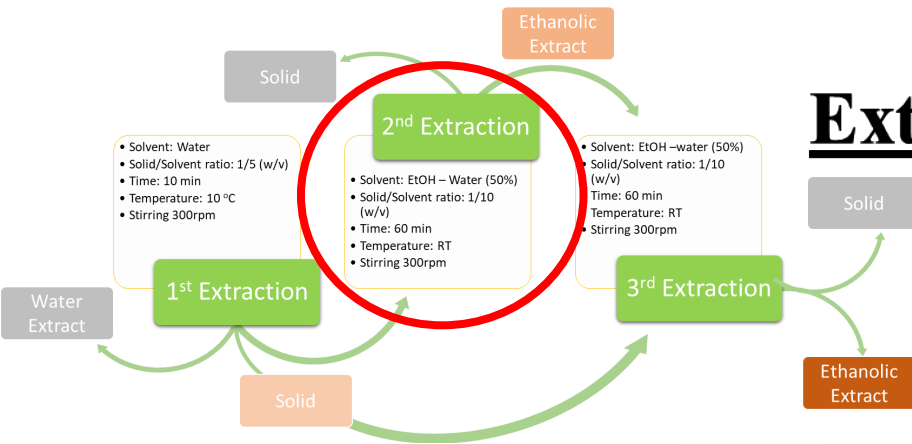 Ethanolic
Extract
Solid
2nd Extraction
Ext
• Solvent: Water
• Solid/Solvent ratio: 1/5 (w/v)
• Time: 10 min
• Temperature: 10 °C
• Stirring 300rpm
• Solvent: EtOH – Water (50%)
• Solid/Solvent ratio: 1/10
(w/v)
• Time: 60 min
• Temperature: RT
• Stirring 300rpm
• Solvent: EtOH –water (50%)
• Solid/Solvent ratio: 1/10
(w/v)
Time: 60 min
Temperature: RT
• Stirring 300rpm
Solid
1st Extraction
3rd Extraction
Water
Extract
Solid
Ethanolic
Extract